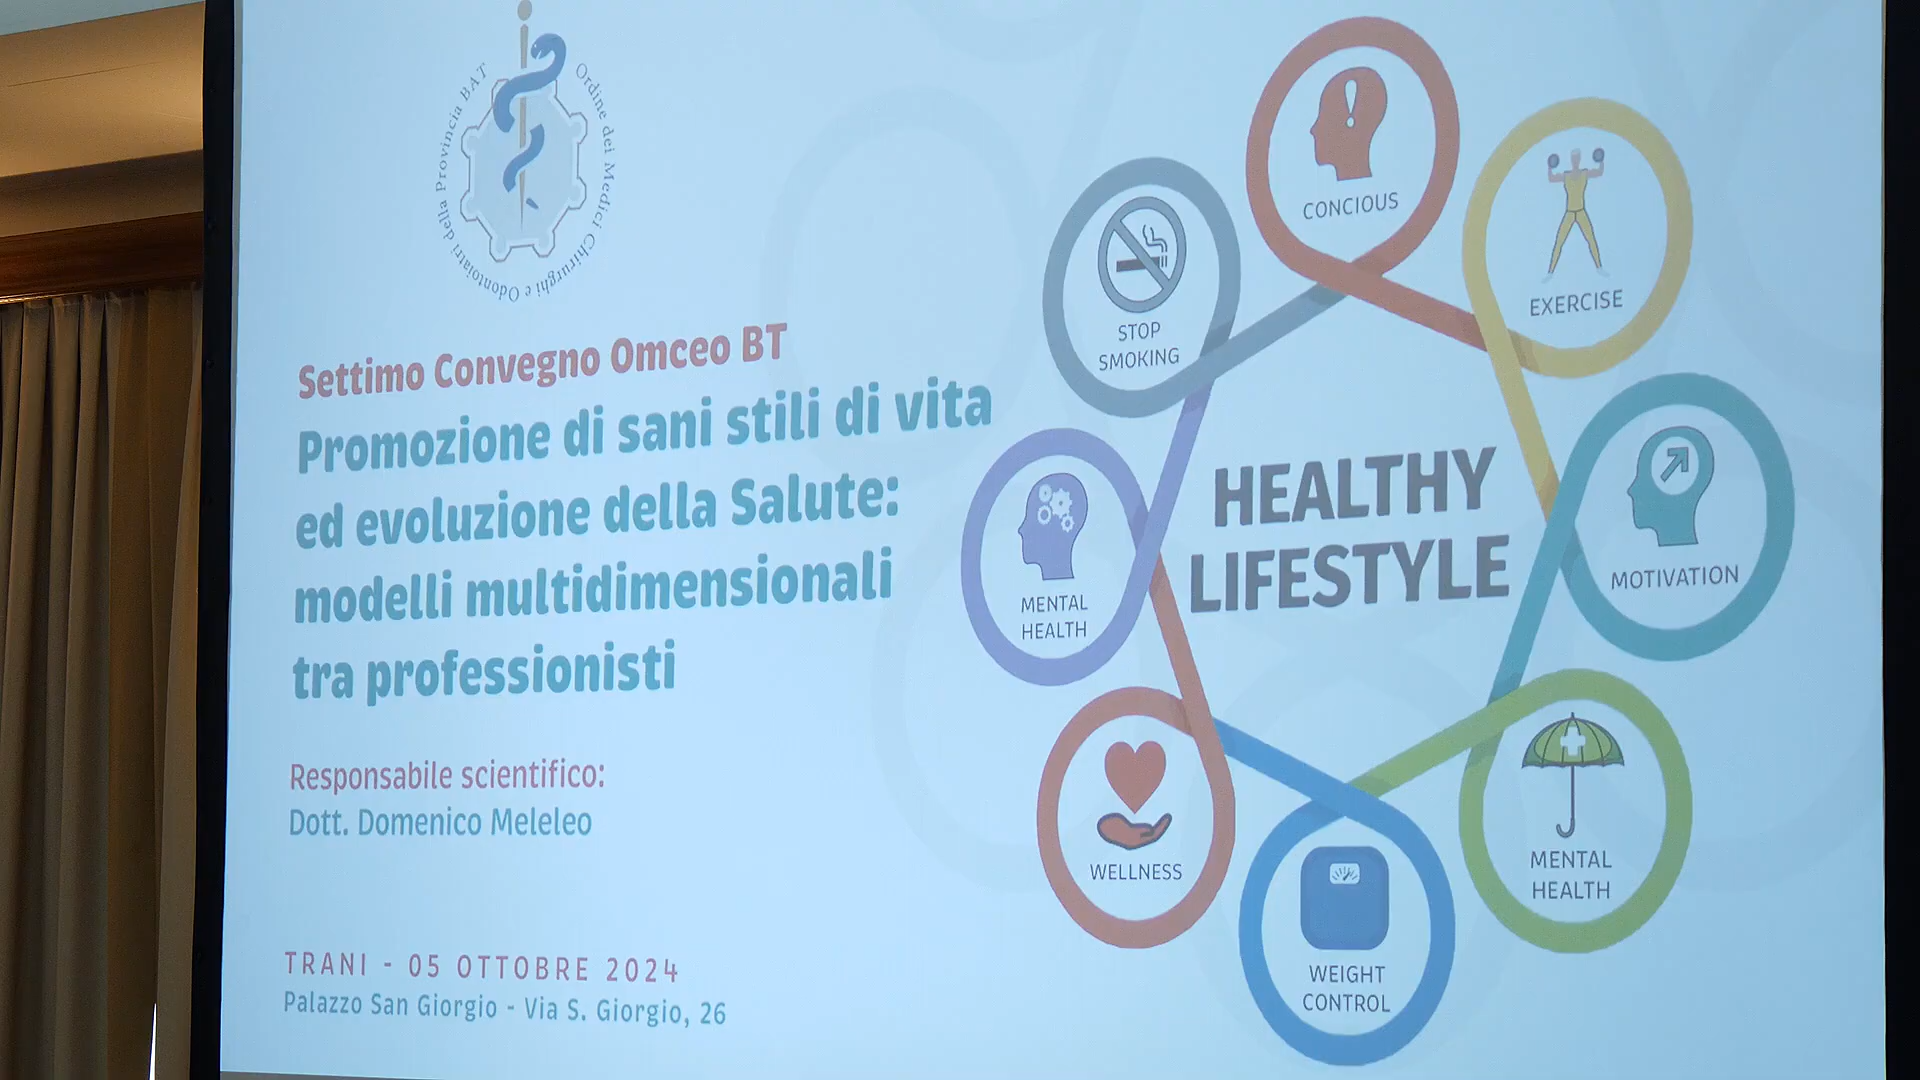 Ordine dei Medici Chirurghi e Odontoiatri della Provincia BAT
Settimo Convegno Omceo BT
Promozione di sani stili di vita
ed evoluzione della Salute:
modelli multidimensionali
tra professionisti
Responsabile scientifico:
Dott. Domenico Meleleo
TRANI - 05 OTTOBRE 2024
Palazzo San Giorgio - Via S. Giorgio, 26
HEALTHY
LIFESTYLE
CONCIOUS
EXERCISE
MOTIVATION
MENTAL
HEALTH
WEIGHT
CONTROL
WELLNESS
MENTAL
HEALTH
STOP
SMOKING